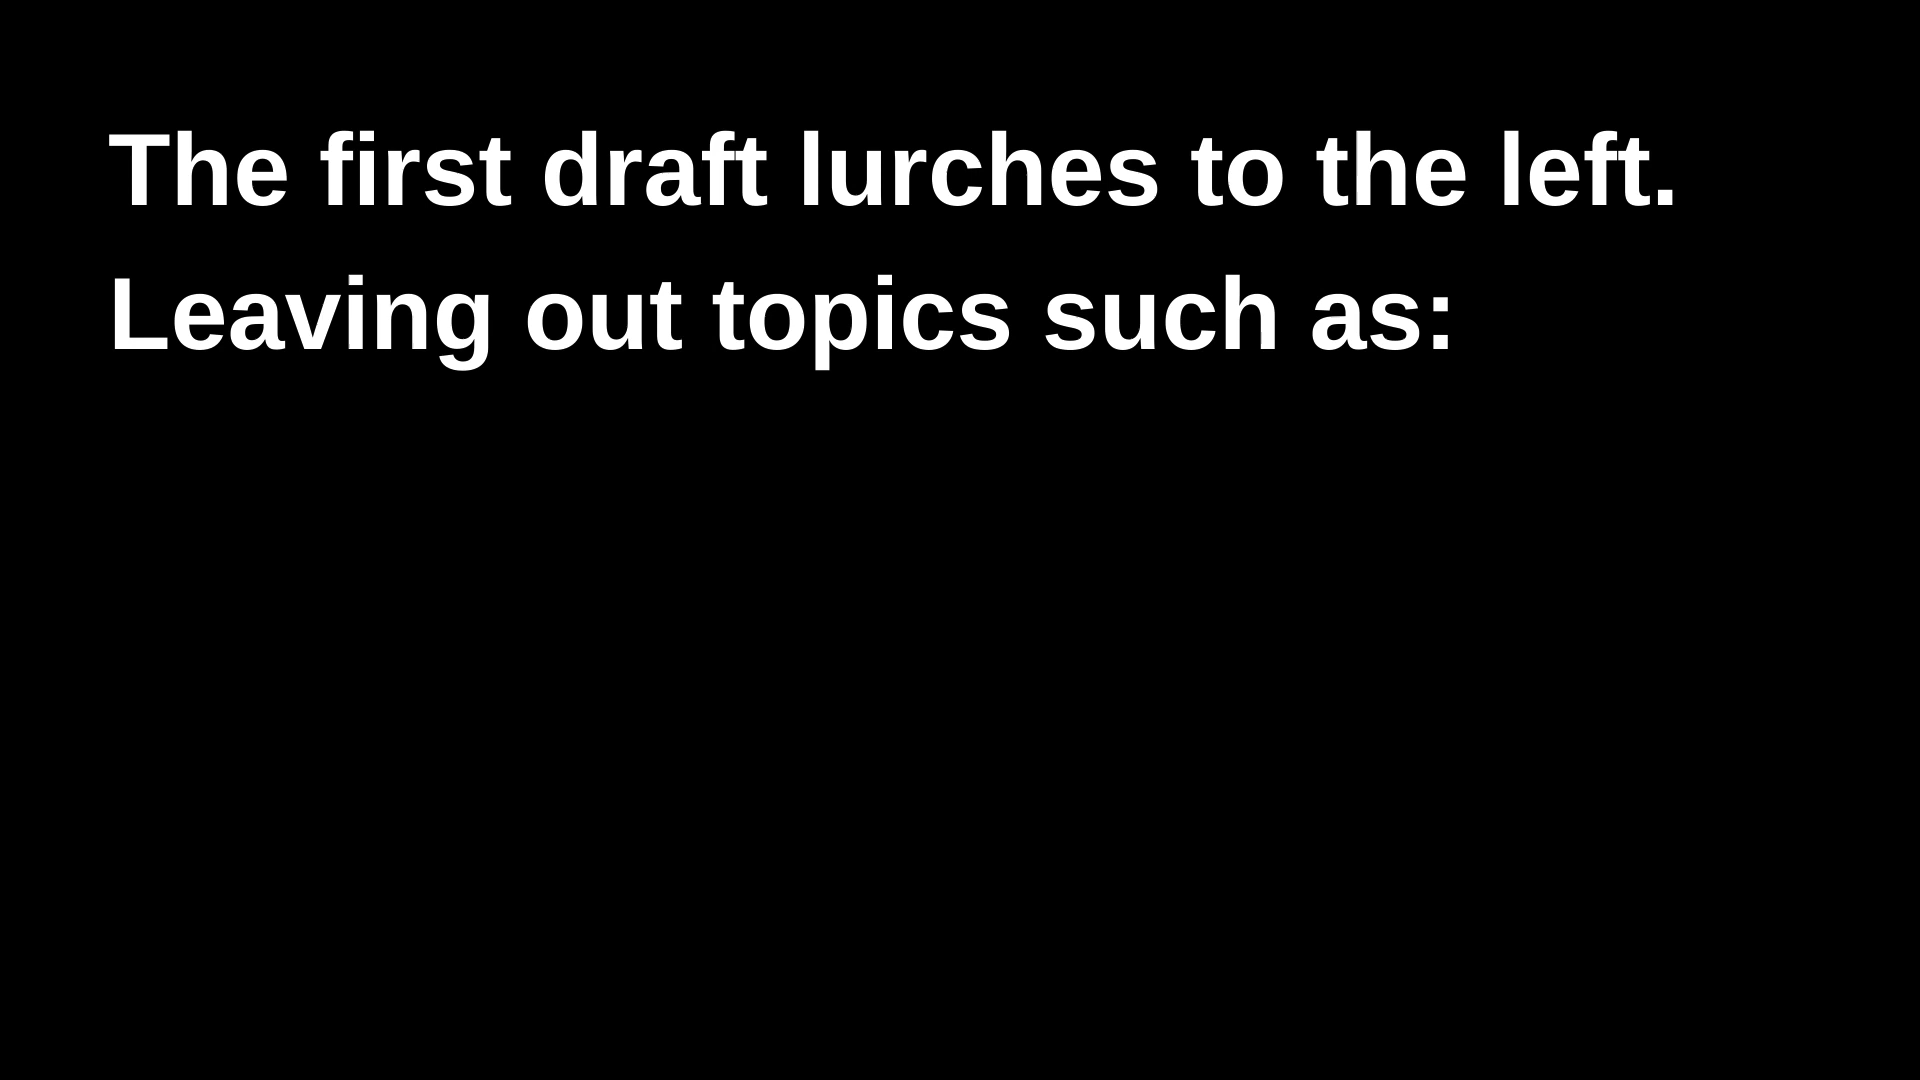 The first draft lurches to the left.
Leaving out topics such as: